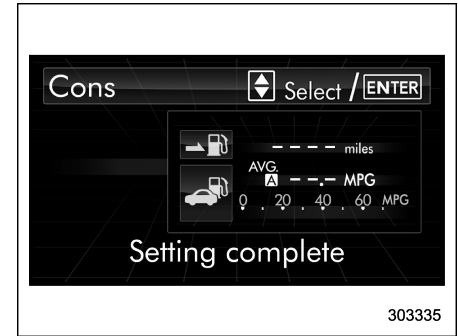 Cons Select / ENTER
---- miles
AVG.
A --.- MPG
0 . 20 . 40 . 60 . MPG
Setting complete
303335